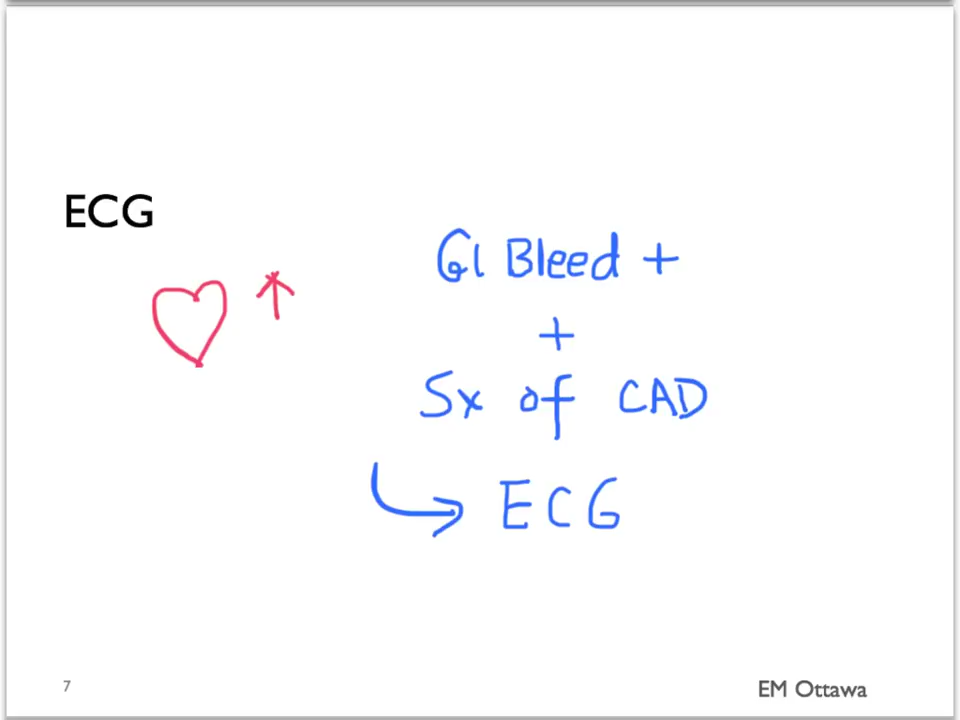 ECG
GI Bleed +
+
Sx of CAD
ECG
7
EM Ottawa